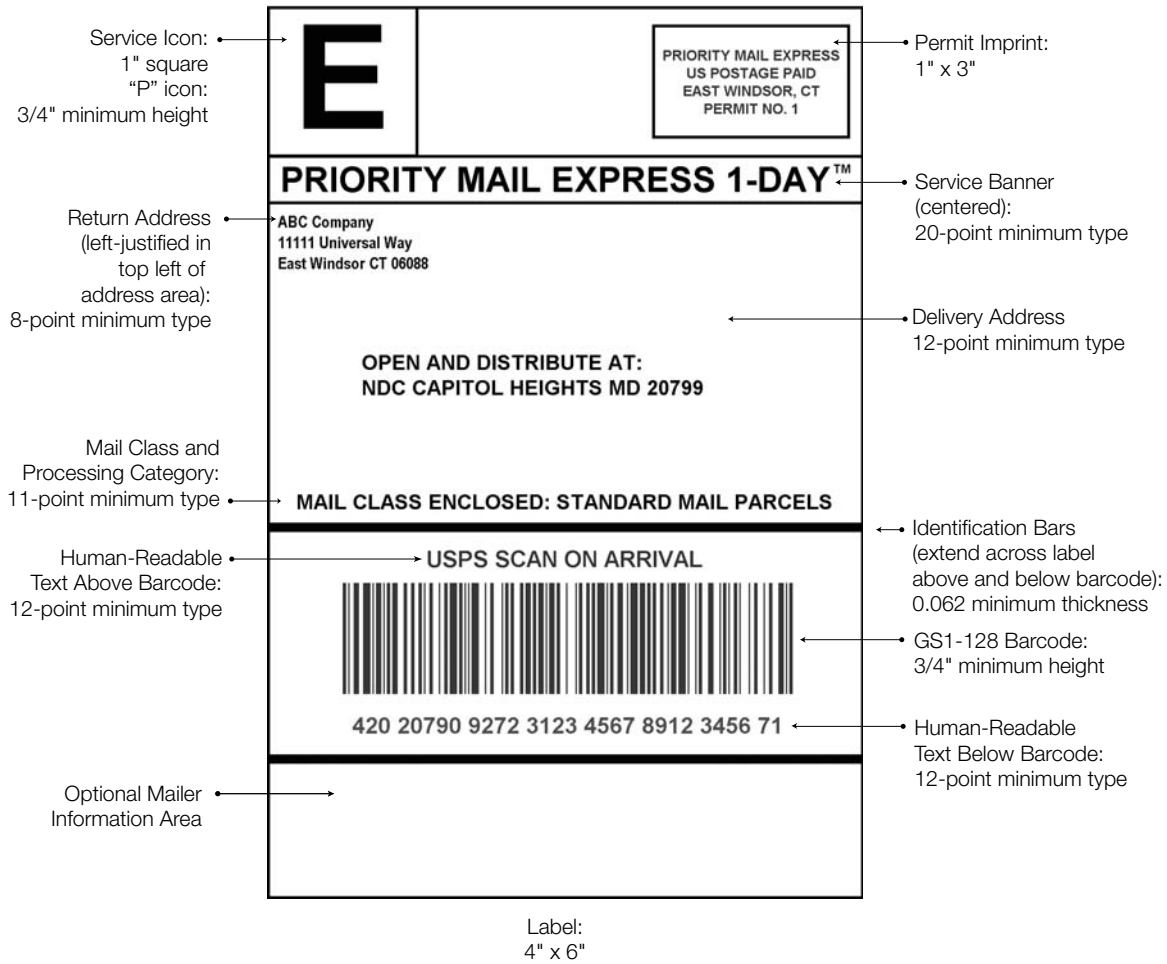 Service Icon:
1" square
“P” icon:
3/4" minimum height
E
PRIORITY MAIL EXPRESS
US POSTAGE PAID
EAST WINDSOR, CT
PERMIT NO. 1
Permit Imprint:
1" x 3"
PRIORITY MAIL EXPRESS 1-DAY™
Service Banner
(centered):
20-point minimum type
Return Address
(left-justified in
top left of
address area):
8-point minimum type
ABC Company
11111 Universal Way
East Windsor CT 06088
Delivery Address
12-point minimum type
OPEN AND DISTRIBUTE AT:
NDC CAPITOL HEIGHTS MD 20799
Mail Class and
Processing Category:
11-point minimum type
MAIL CLASS ENCLOSED: STANDARD MAIL PARCELS
Identification Bars
(extend across label
above and below barcode):
0.062 minimum thickness
Human-Readable
Text Above Barcode:
12-point minimum type
USPS SCAN ON ARRIVAL
GS1-128 Barcode:
3/4" minimum height
420 20790 9272 3123 4567 8912 3456 71
Human-Readable
Text Below Barcode:
12-point minimum type
Optional Mailer
Information Area
Label:
4" x 6"